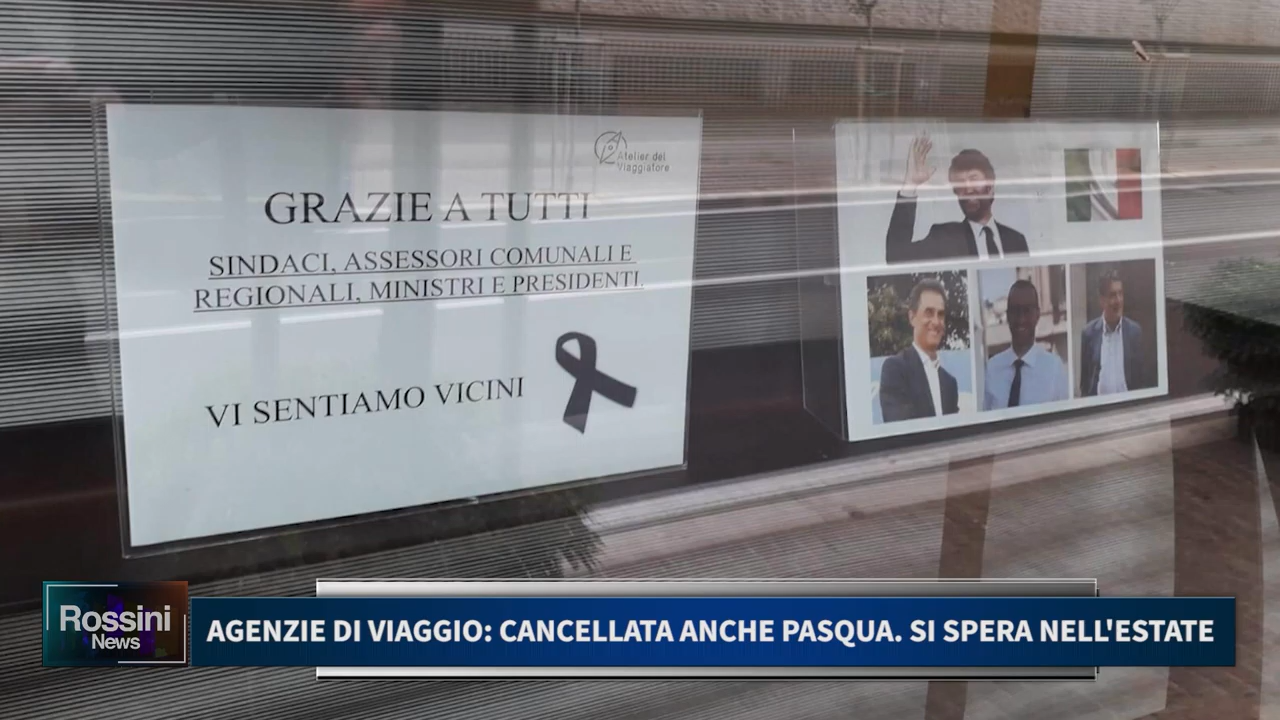 Atelier del
Viaggiatore
GRAZIE A TUTTI
SINDACI, ASSESSORI COMUNALI E
REGIONALI, MINISTRI E PRESIDENTI.
VI SENTIAMO VICINI
Rossini
News
AGENZIE DI VIAGGIO: CANCELLATA ANCHE PASQUA. SI SPERA NELL'ESTATE